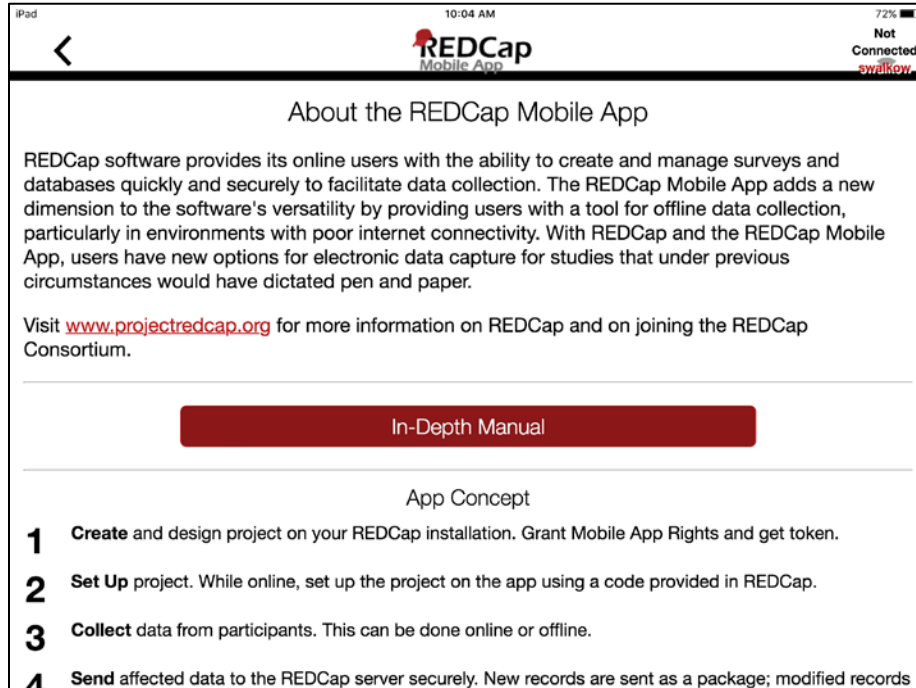 iPad 10:04 AM 72%
REDCap
Mobile App
Not
Connected
swalkow
About the REDCap Mobile App
REDCap software provides its online users with the ability to create and manage surveys and
databases quickly and securely to facilitate data collection. The REDCap Mobile App adds a new
dimension to the software's versatility by providing users with a tool for offline data collection,
particularly in environments with poor internet connectivity. With REDCap and the REDCap Mobile
App, users have new options for electronic data capture for studies that under previous
circumstances would have dictated pen and paper.
Visit www.projectredcap.org for more information on REDCap and on joining the REDCap
Consortium.
In-Depth Manual
App Concept
1 Create and design project on your REDCap installation. Grant Mobile App Rights and get token.
2 Set Up project. While online, set up the project on the app using a code provided in REDCap.
3 Collect data from participants. This can be done online or offline.
4 Send affected data to the REDCap server securely. New records are sent as a package; modified records